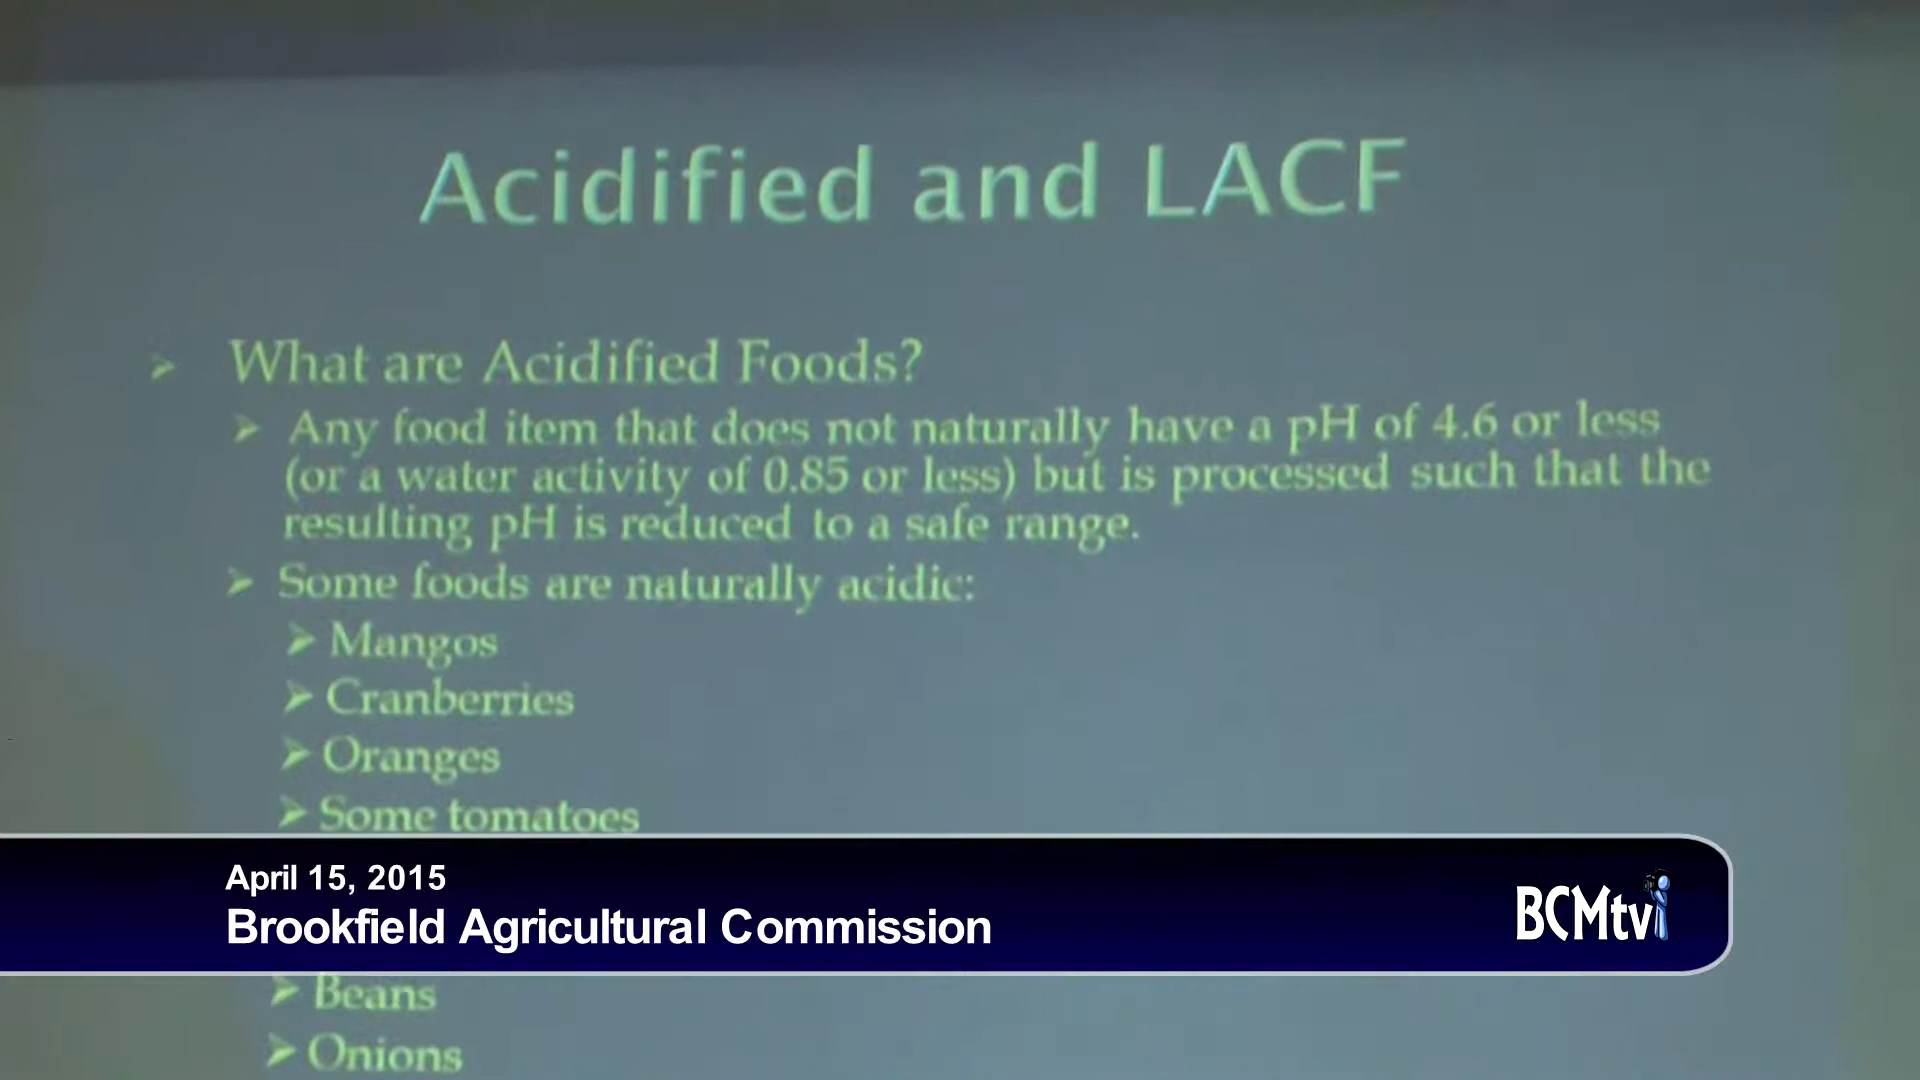 Acidified and LACF
What are Acidified Foods?
Any food item that does not naturally have a pH of 4.6 or less
(or a water activity of 0.85 or less) but is processed such that the
resulting pH is reduced to a safe range.
Some foods are naturally acidic:
Mangos
Cranberries
Oranges
Some tomatoes
April 15, 2015
Brookfield Agricultural Commission
BCMtv
Beans
Onions